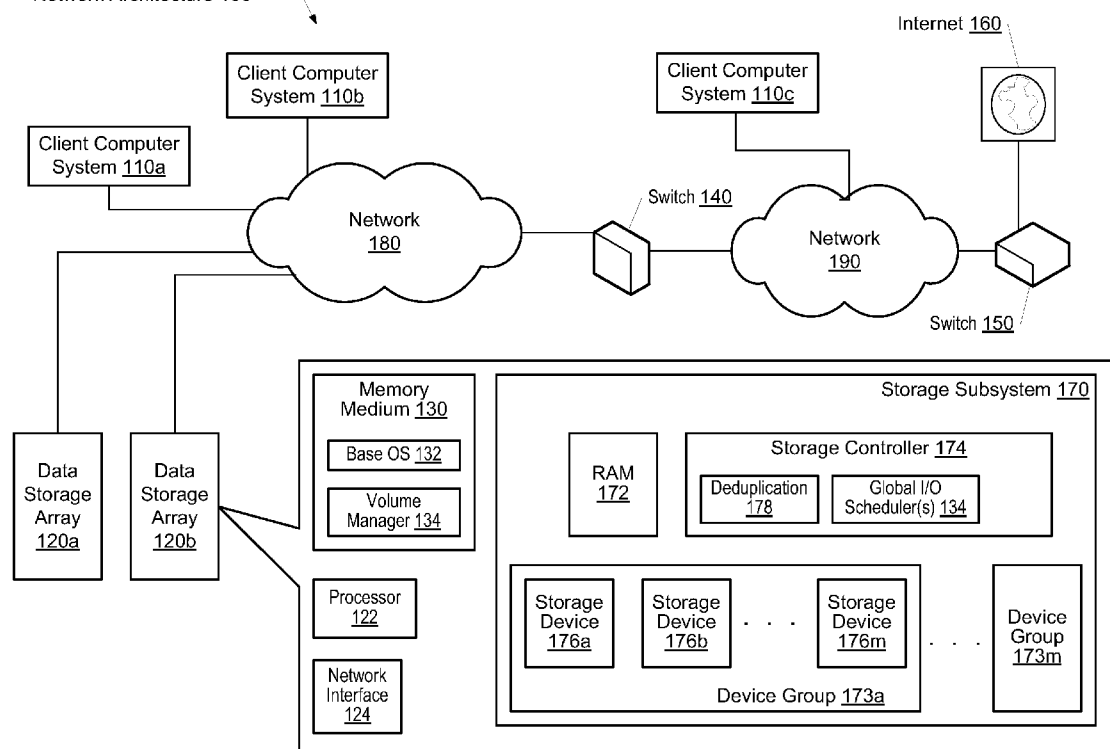 Network Architecture
Internet 160
Client Computer
System 110b
Client Computer
System 110c
Client Computer
System 110a
Switch 140
Network
180
Network
190
Switch 150
Memory
Medium 130
Base OS 132
Volume
Manager 134
Storage Subsystem 170
RAM
172
Storage Controller 174
Deduplication
178
Global I/O
Scheduler(s) 134
Data
Storage
Array
120a
Data
Storage
Array
120b
Processor
122
Network
Interface
124
Storage
Device
176a
Storage
Device
176b
. . .
Storage
Device
176m
Device Group 173a
. . .
Device
Group
173m